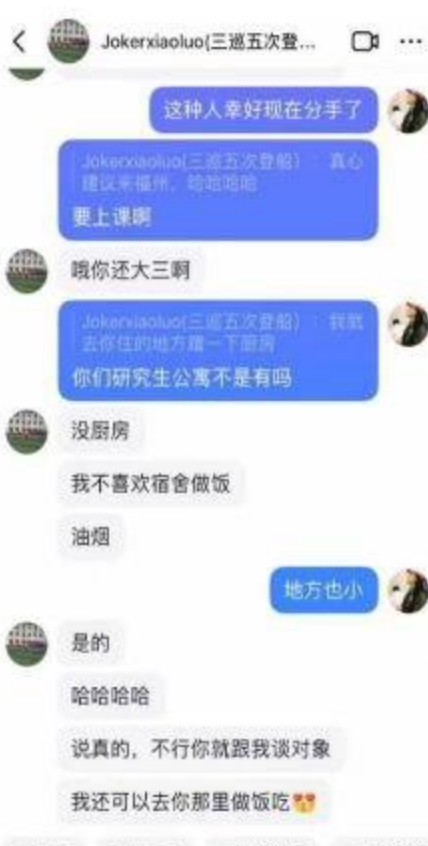 Jokerxiaoluo(三巡五次登...
这种人幸好现在分手了
Jokerxiaoluo(三巡五次登船）：真心
建议来福州，哈哈哈哈
要上课啊
哦你还大三啊
Jokerxiaoluo(三巡五次登船）：我就
去你住的地方蹭一下厨房
你们研究生公寓不是有吗
没厨房
我不喜欢宿舍做饭
油烟
地方也小
是的
哈哈哈哈
说真的，不行你就跟我谈对象
我还可以去你那里做饭吃😍